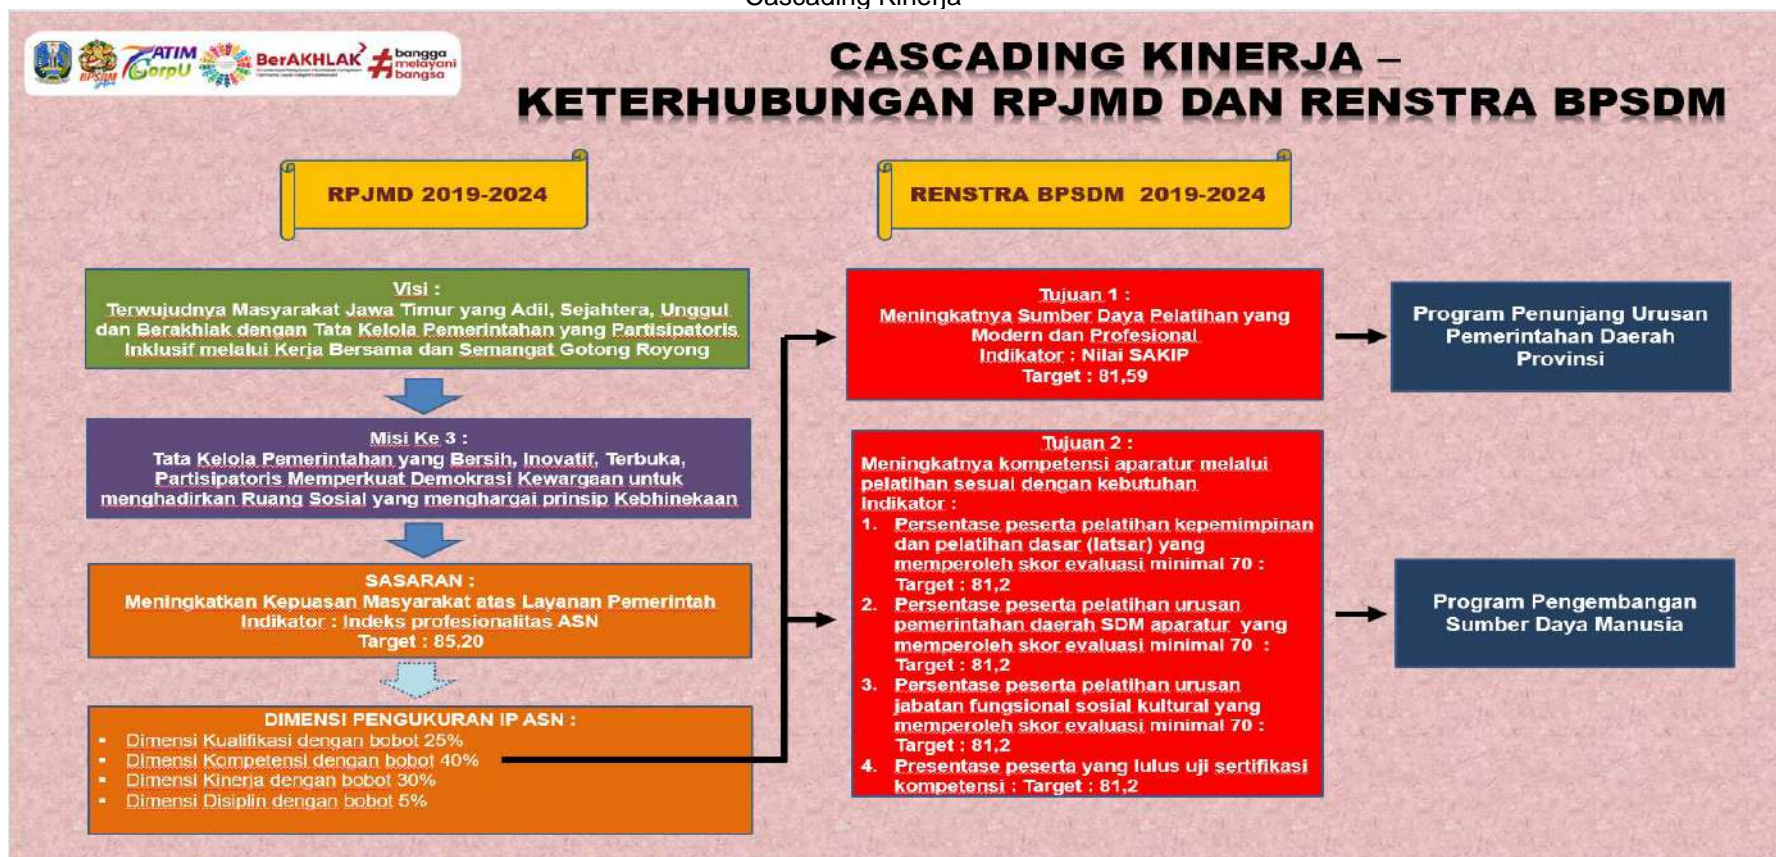 Cascading Kinerja
JATIM
CorpU
BPSDM
BerAKHLAK
#bangga
melayani
bangsa
CASCADING KINERJA –
KETERHUBUNGAN RPJMD DAN RENSTRA BPSDM
RPJMD 2019-2024
Visi :
Terwujudnya Masyarakat Jawa Timur yang Adil, Sejahtera, Unggul
dan Berakhlak dengan Tata Kelola Pemerintahan yang Partisipatoris
Inklusif melalui Kerja Bersama dan Semangat Gotong Royong
Misi Ke 3 :
Tata Kelola Pemerintahan yang Bersih, Inovatif, Terbuka,
Partisipatoris Memperkuat Demokrasi Kewargaan untuk
menghadirkan Ruang Sosial yang menghargai prinsip Kebhinekaan
SASARAN :
Meningkatkan Kepuasan Masyarakat atas Layanan Pemerintah
Indikator : Indeks profesionalitas ASN
Target : 85,20
DIMENSI PENGUKURAN IP ASN :
▪ Dimensi Kualifikasi dengan bobot 25%
▪ Dimensi Kompetensi dengan bobot 40%
▪ Dimensi Kinerja dengan bobot 30%
▪ Dimensi Disiplin dengan bobot 5%
RENSTRA BPSDM 2019-2024
Tujuan 1 :
Meningkatnya Sumber Daya Pelatihan yang
Modern dan Profesional
Indikator : Nilai SAKIP
Target : 81,59
Tujuan 2 :
Meningkatnya kompetensi aparatur melalui
pelatihan sesuai dengan kebutuhan
Indikator :
1. Persentase peserta pelatihan kepemimpinan
dan pelatihan dasar (latsar) yang
memperoleh skor evaluasi minimal 70 :
Target : 81,2
2. Persentase peserta pelatihan urusan
pemerintahan daerah SDM aparatur yang
memperoleh skor evaluasi minimal 70 :
Target : 81,2
3. Persentase peserta pelatihan urusan
jabatan fungsional sosial kultural yang
memperoleh skor evaluasi minimal 70 :
Target : 81,2
4. Presentase peserta yang lulus uji sertifikasi
kompetensi : Target : 81,2
Program Penunjang Urusan
Pemerintahan Daerah
Provinsi
Program Pengembangan
Sumber Daya Manusia